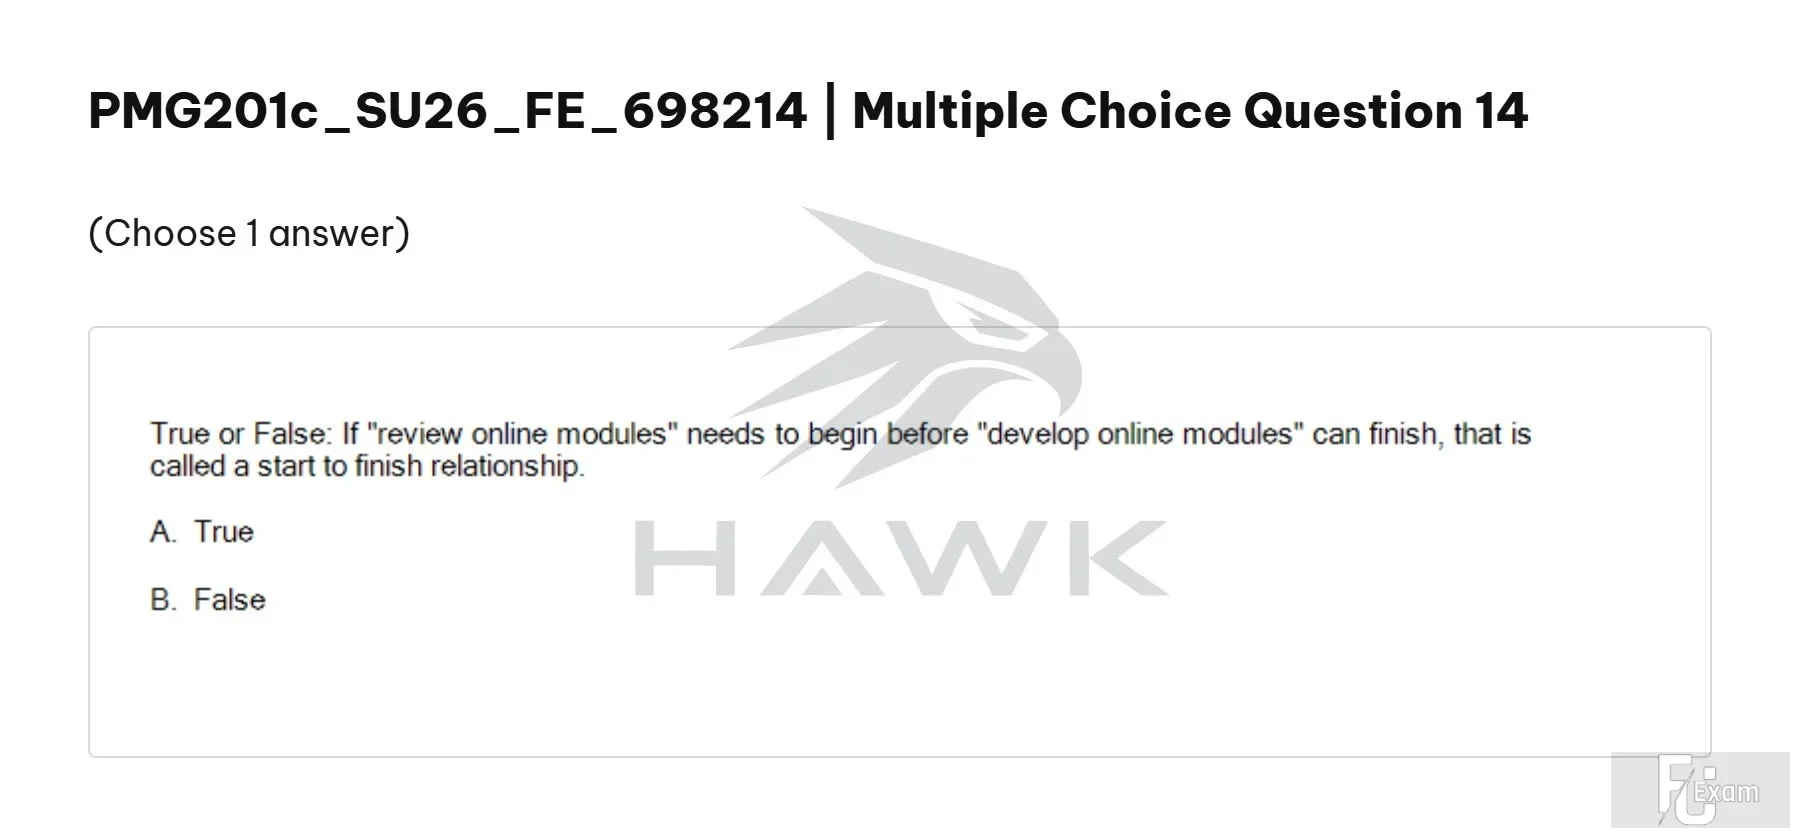 PMG201c_SU26_FE_698214 | Multiple Choice Question 14
(Choose 1 answer)
True or False: If "review online modules" needs to begin before "develop online modules" can finish, that is
called a start to finish relationship.
A. True
B. False
HAWK
FC Exam